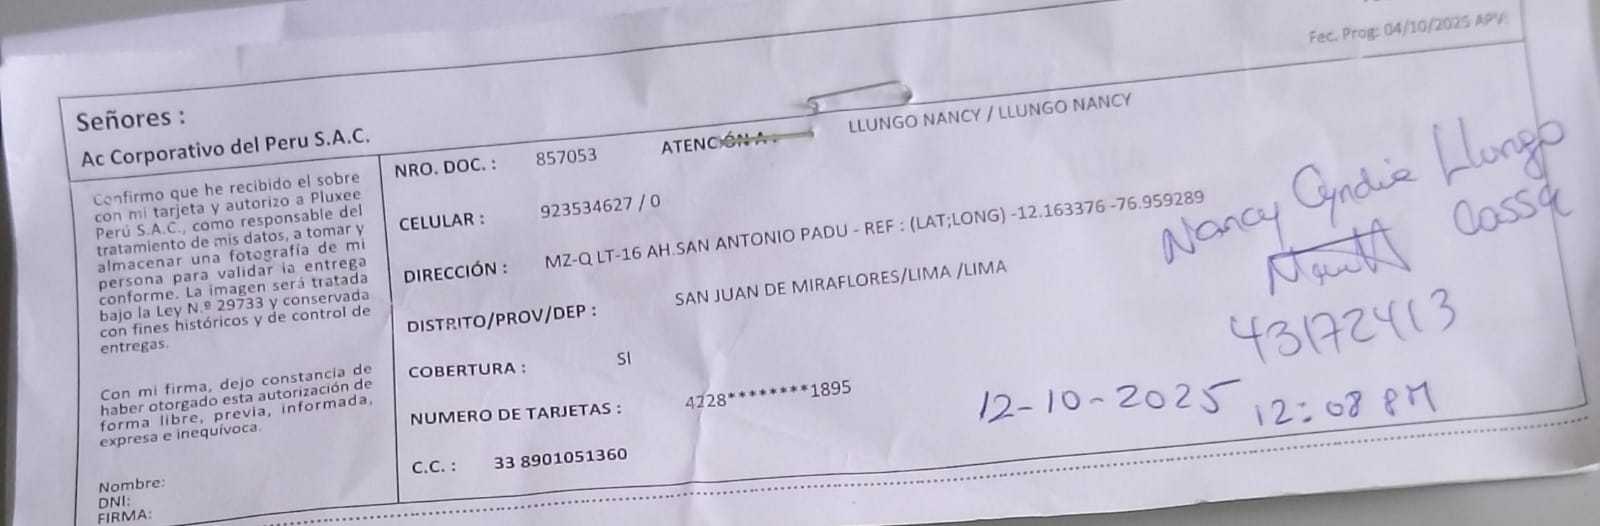 Fec. Prog: 04/10/2025 APV:
Señores :
Ac Corporativo del Peru S.A.C.
Confirmo que he recibido el sobre
con mi tarjeta y autorizo a Pluxee
Perú S.A.C., como responsable del
tratamiento de mis datos, a tomar y
almacenar una fotografía de mi
persona para validar la entrega
conforme. La imagen será tratada
bajo la Ley N.º 29733 y conservada
con fines históricos y de control de
entregas.
Con mi firma, dejo constancia de
haber otorgado esta autorización de
forma libre, previa, informada,
expresa e inequívoca.
Nombre:
DNI:
FIRMA:
NRO. DOC. : 857053 ATENCIÓN A : LLUNGO NANCY / LLUNGO NANCY
CELULAR : 923534627 / 0
DIRECCIÓN : MZ-Q LT-16 AH.SAN ANTONIO PADU - REF : (LAT;LONG) -12.163376 -76.959289
DISTRITO/PROV/DEP : SAN JUAN DE MIRAFLORES/LIMA /LIMA
COBERTURA : SI
NUMERO DE TARJETAS : 4228********1895
C.C. : 33 8901051360
Nancy Cyndia Llungo
Cassa
43172413
12-10-2025 12:08 PM